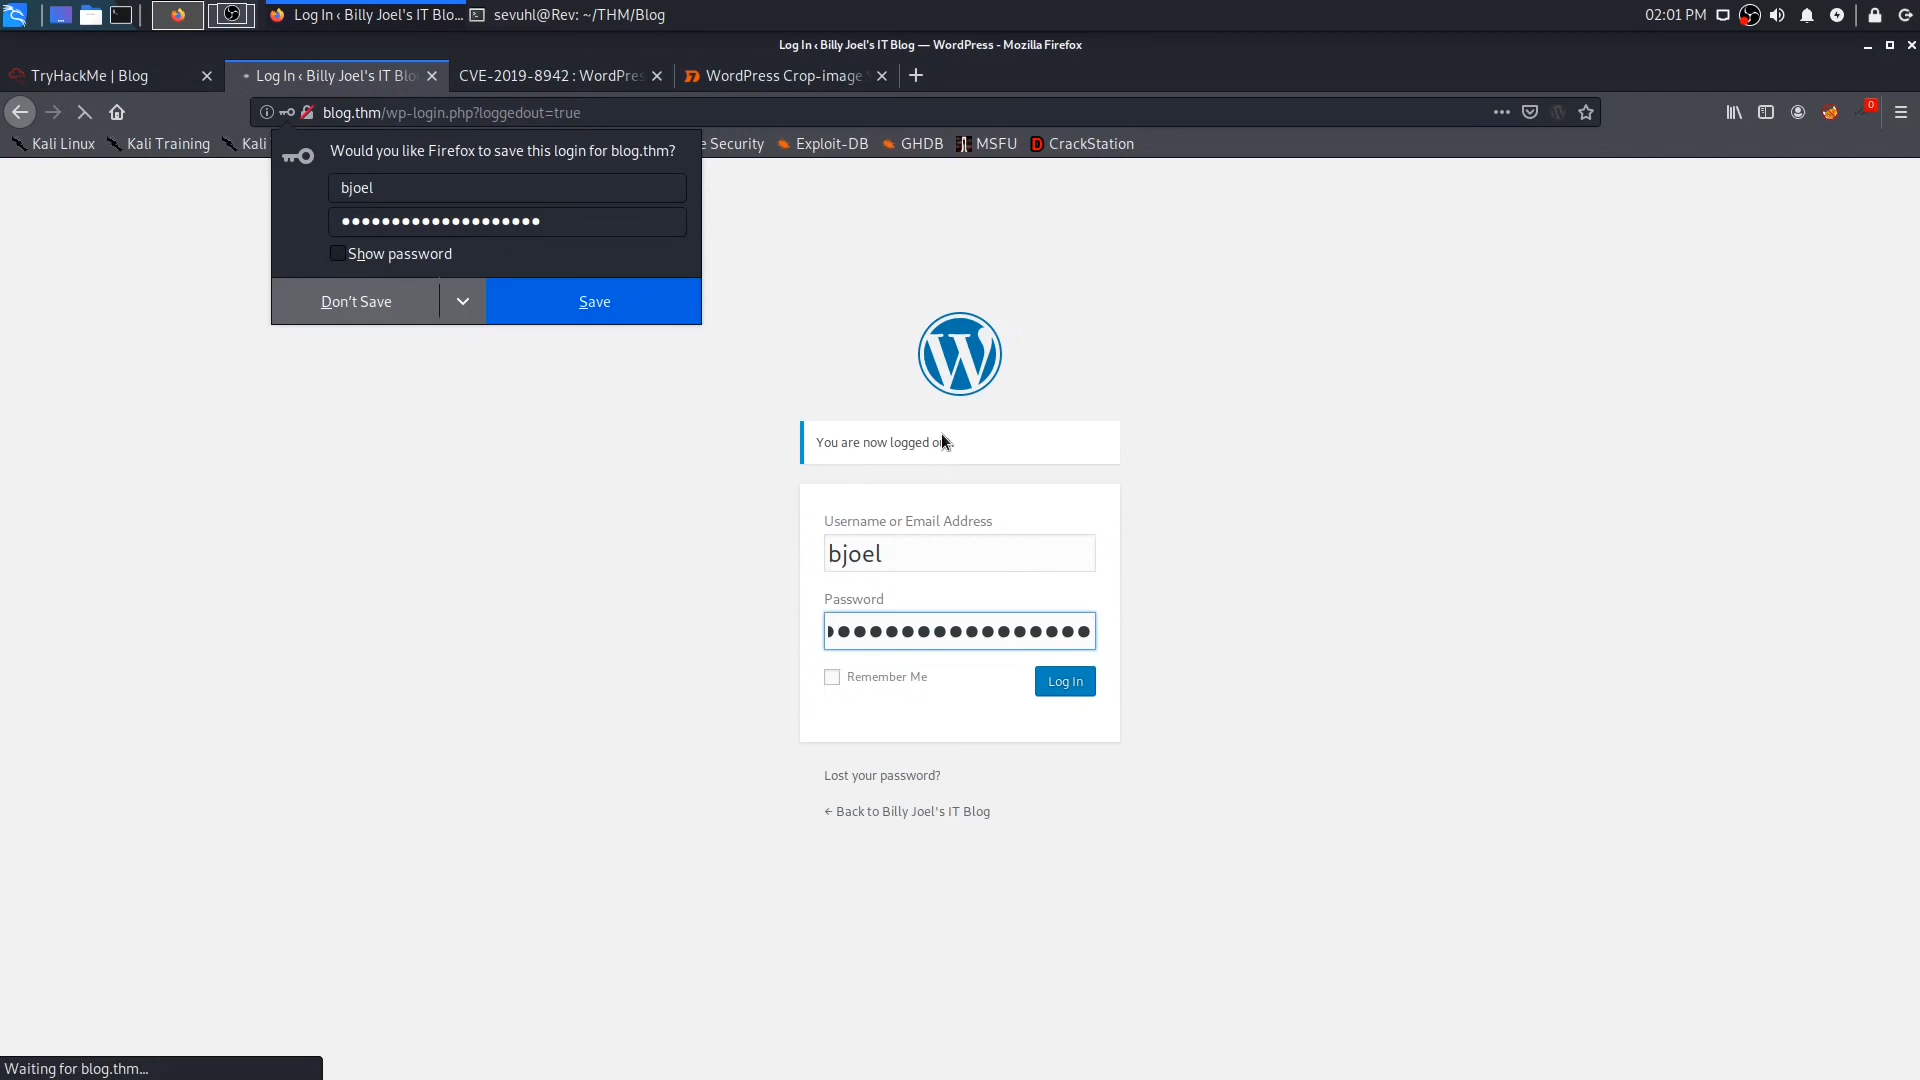 Log In ‹ Billy Joel's IT Blo...
sevuhl@Rev: ~/THM/Blog
02:01 PM
Log In ‹ Billy Joel's IT Blog — WordPress - Mozilla Firefox
TryHackMe | Blog
Log In ‹ Billy Joel's IT Blo
CVE-2019-8942 : WordPres
WordPress Crop-image
blog.thm/wp-login.php?loggedout=true
0
Kali Linux
Kali Training
Kali
e Security
Exploit-DB
GHDB
MSFU
CrackStation
Would you like Firefox to save this login for blog.thm?
bjoel
Show password
Don't Save
Save
You are now logged
Username or Email Address
bjoel
Password
Remember Me
Log In
Lost your password?
← Back to Billy Joel's IT Blog
Waiting for blog.thm...